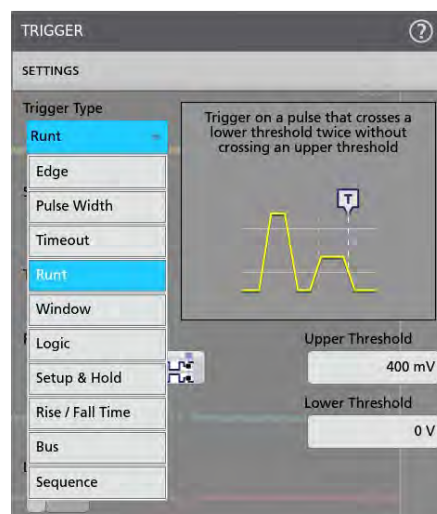 TRIGGER
?
SETTINGS
Trigger Type
Runt
Edge
Pulse Width
Timeout
Runt
Window
Logic
Setup & Hold
Rise / Fall Time
Bus
Sequence
Trigger on a pulse that crosses a
lower threshold twice without
crossing an upper threshold
T
Upper Threshold
400 mV
Lower Threshold
0 V